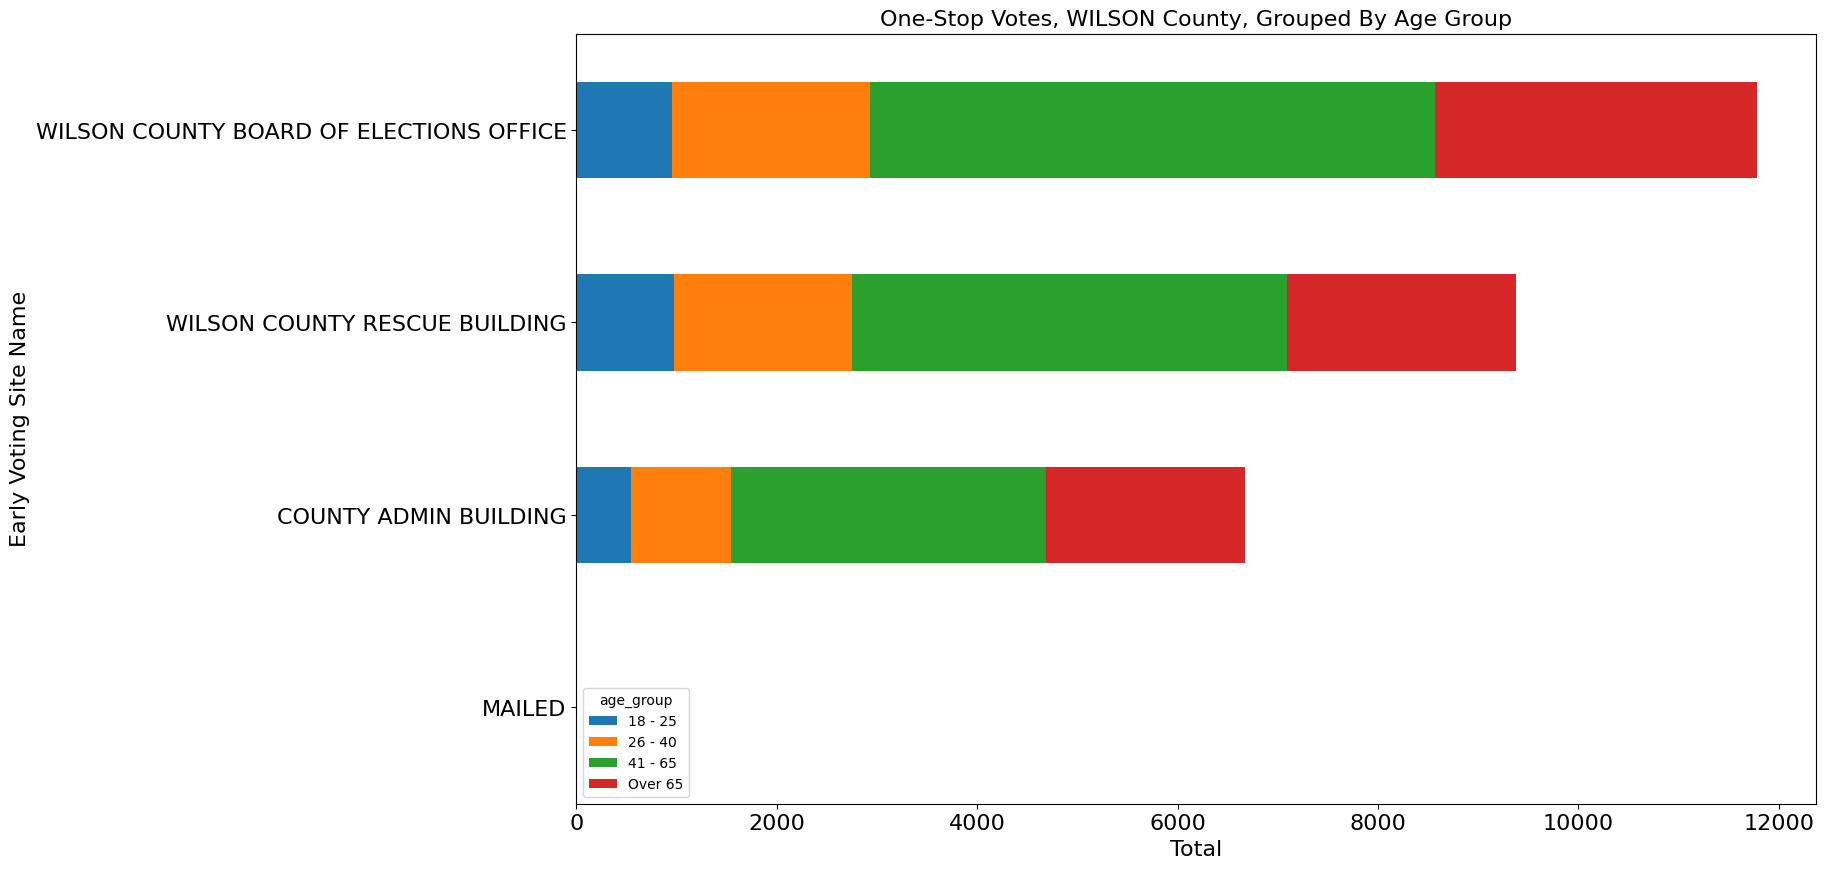 One-Stop Votes, WILSON County, Grouped By Age Group
Early Voting Site Name
WILSON COUNTY BOARD OF ELECTIONS OFFICE
WILSON COUNTY RESCUE BUILDING
COUNTY ADMIN BUILDING
MAILED
age_group
18 - 25
26 - 40
41 - 65
Over 65
0 2000 4000 6000 8000 10000 12000
Total